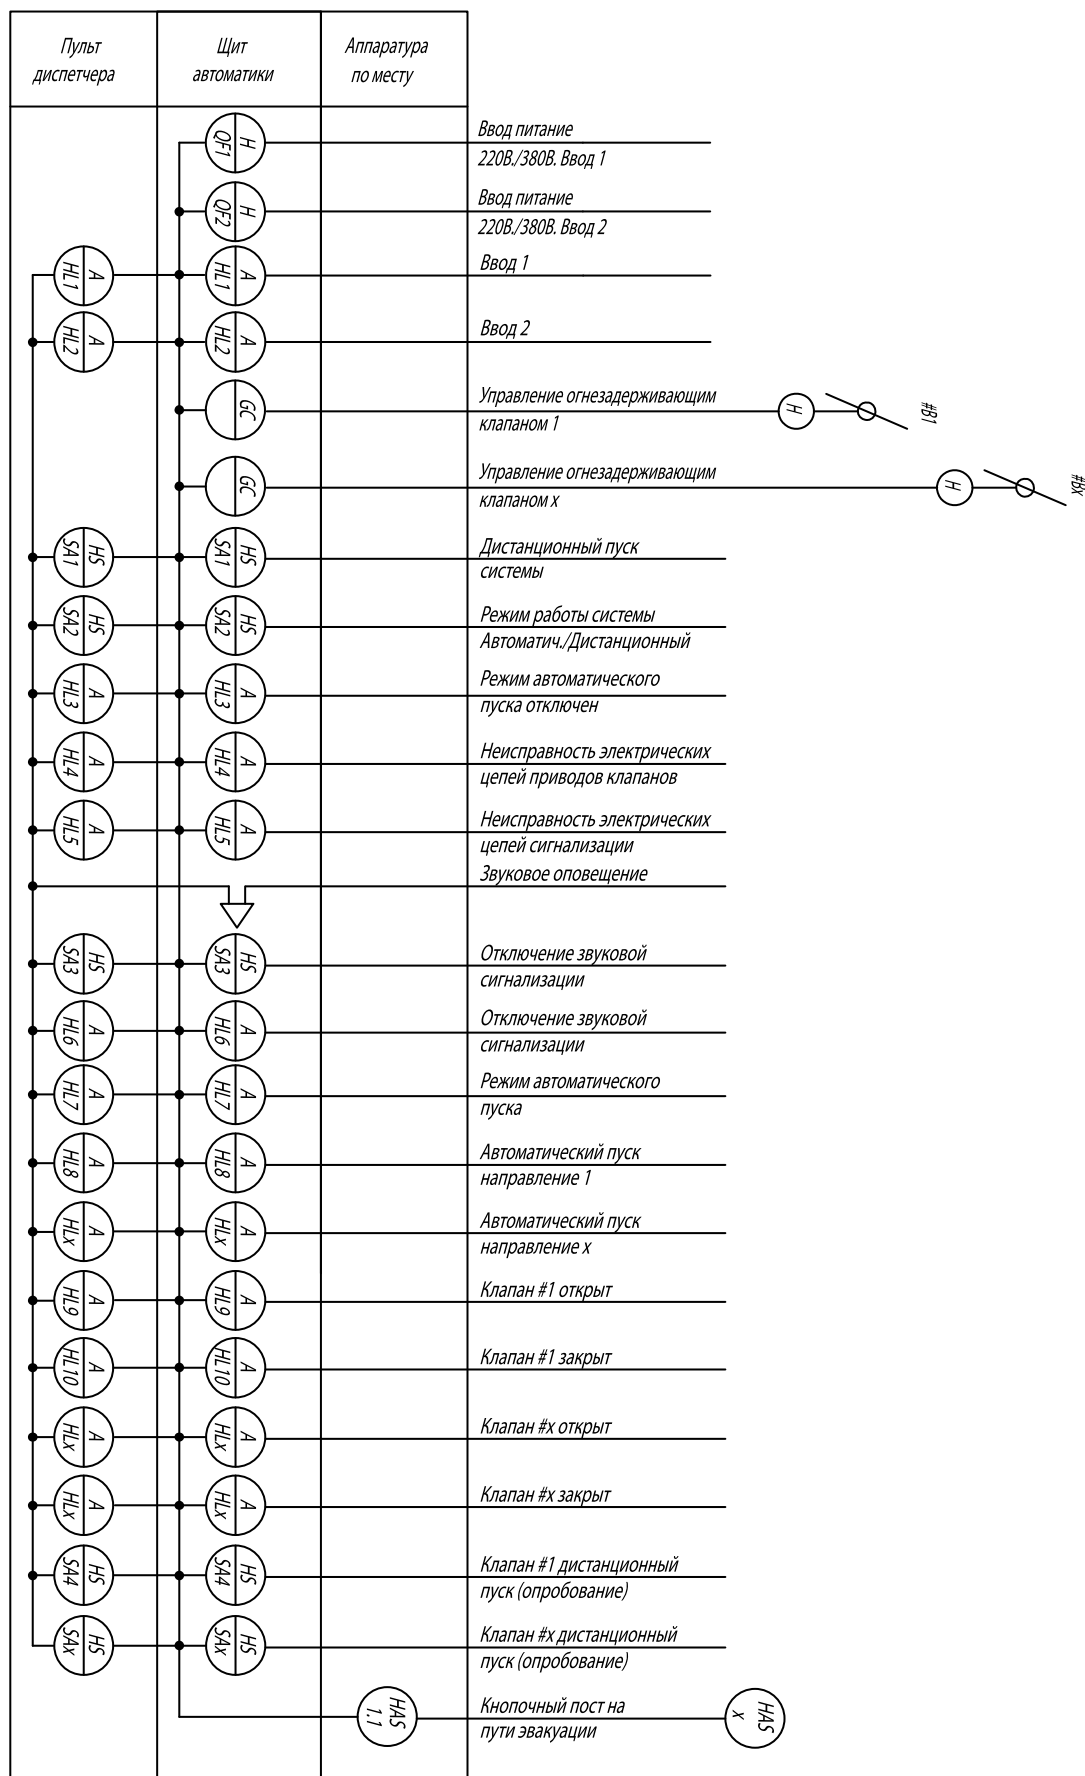 Пульт
диспетчера
Щит
автоматики
Аппаратура
по месту
H
QF1
Ввод питание
220В./380В. Ввод 1
H
QF2
Ввод питание
220В./380В. Ввод 2
A
HL1
A
HL1
Ввод 1
A
HL2
A
HL2
Ввод 2
GC
Управление огнезадерживающим
клапаном 1
H
#В1
GC
Управление огнезадерживающим
клапаном х
H
#Вх
HS
SA1
HS
SA1
Дистанционный пуск
системы
HS
SA2
HS
SA2
Режим работы системы
Автоматич./Дистанционный
A
HL3
A
HL3
Режим автоматического
пуска отключен
A
HL4
A
HL4
Неисправность электрических
цепей приводов клапанов
A
HL5
A
HL5
Неисправность электрических
цепей сигнализации
Звуковое оповещение
HS
SA3
HS
SA3
Отключение звуковой
сигнализации
A
HL6
A
HL6
Отключение звуковой
сигнализации
A
HL7
A
HL7
Режим автоматического
пуска
A
HL8
A
HL8
Автоматический пуск
направление 1
A
HLx
A
HLx
Автоматический пуск
направление х
A
HL9
A
HL9
Клапан #1 открыт
A
HL10
A
HL10
Клапан #1 закрыт
A
HLx
A
HLx
Клапан #х открыт
A
HLx
A
HLx
Клапан #х закрыт
HS
SA4
HS
SA4
Клапан #1 дистанционный
пуск (опробование)
HS
SAx
HS
SAx
Клапан #х дистанционный
пуск (опробование)
HAS
1.1
Кнопочный пост на
пути эвакуации
HAS
x